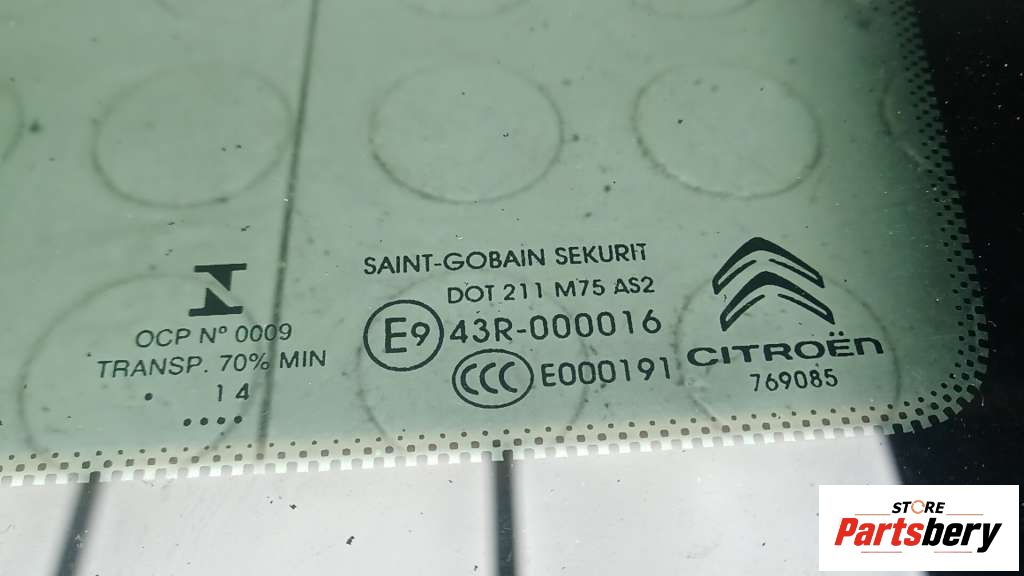 SAINT-GOBAIN SEKURIT
DOT 211 M75 AS2
E9 43R-000016
CCC E000191
OCP Nº 0009
TRANSP. 70% MIN
. 14
....
CITROËN
769085
STORE
Partsbery